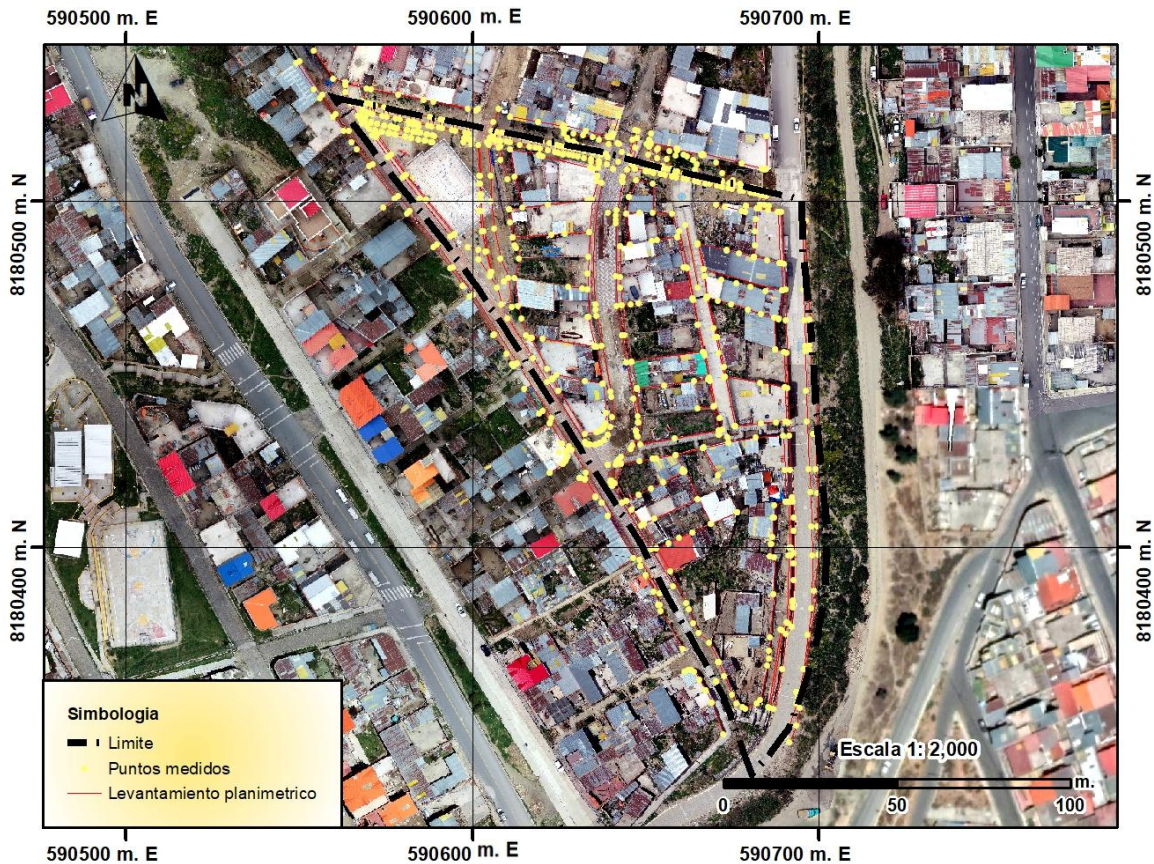 590500 m. E
590600 m. E
590700 m. E
N
8180500 m. N
8180500 m. N
8180400 m. N
8180400 m. N
Simbologia
Limite
Puntos medidos
Levantamiento planimetrico
Escala 1: 2,000
m.
0
50
100
590500 m. E
590600 m. E
590700 m. E